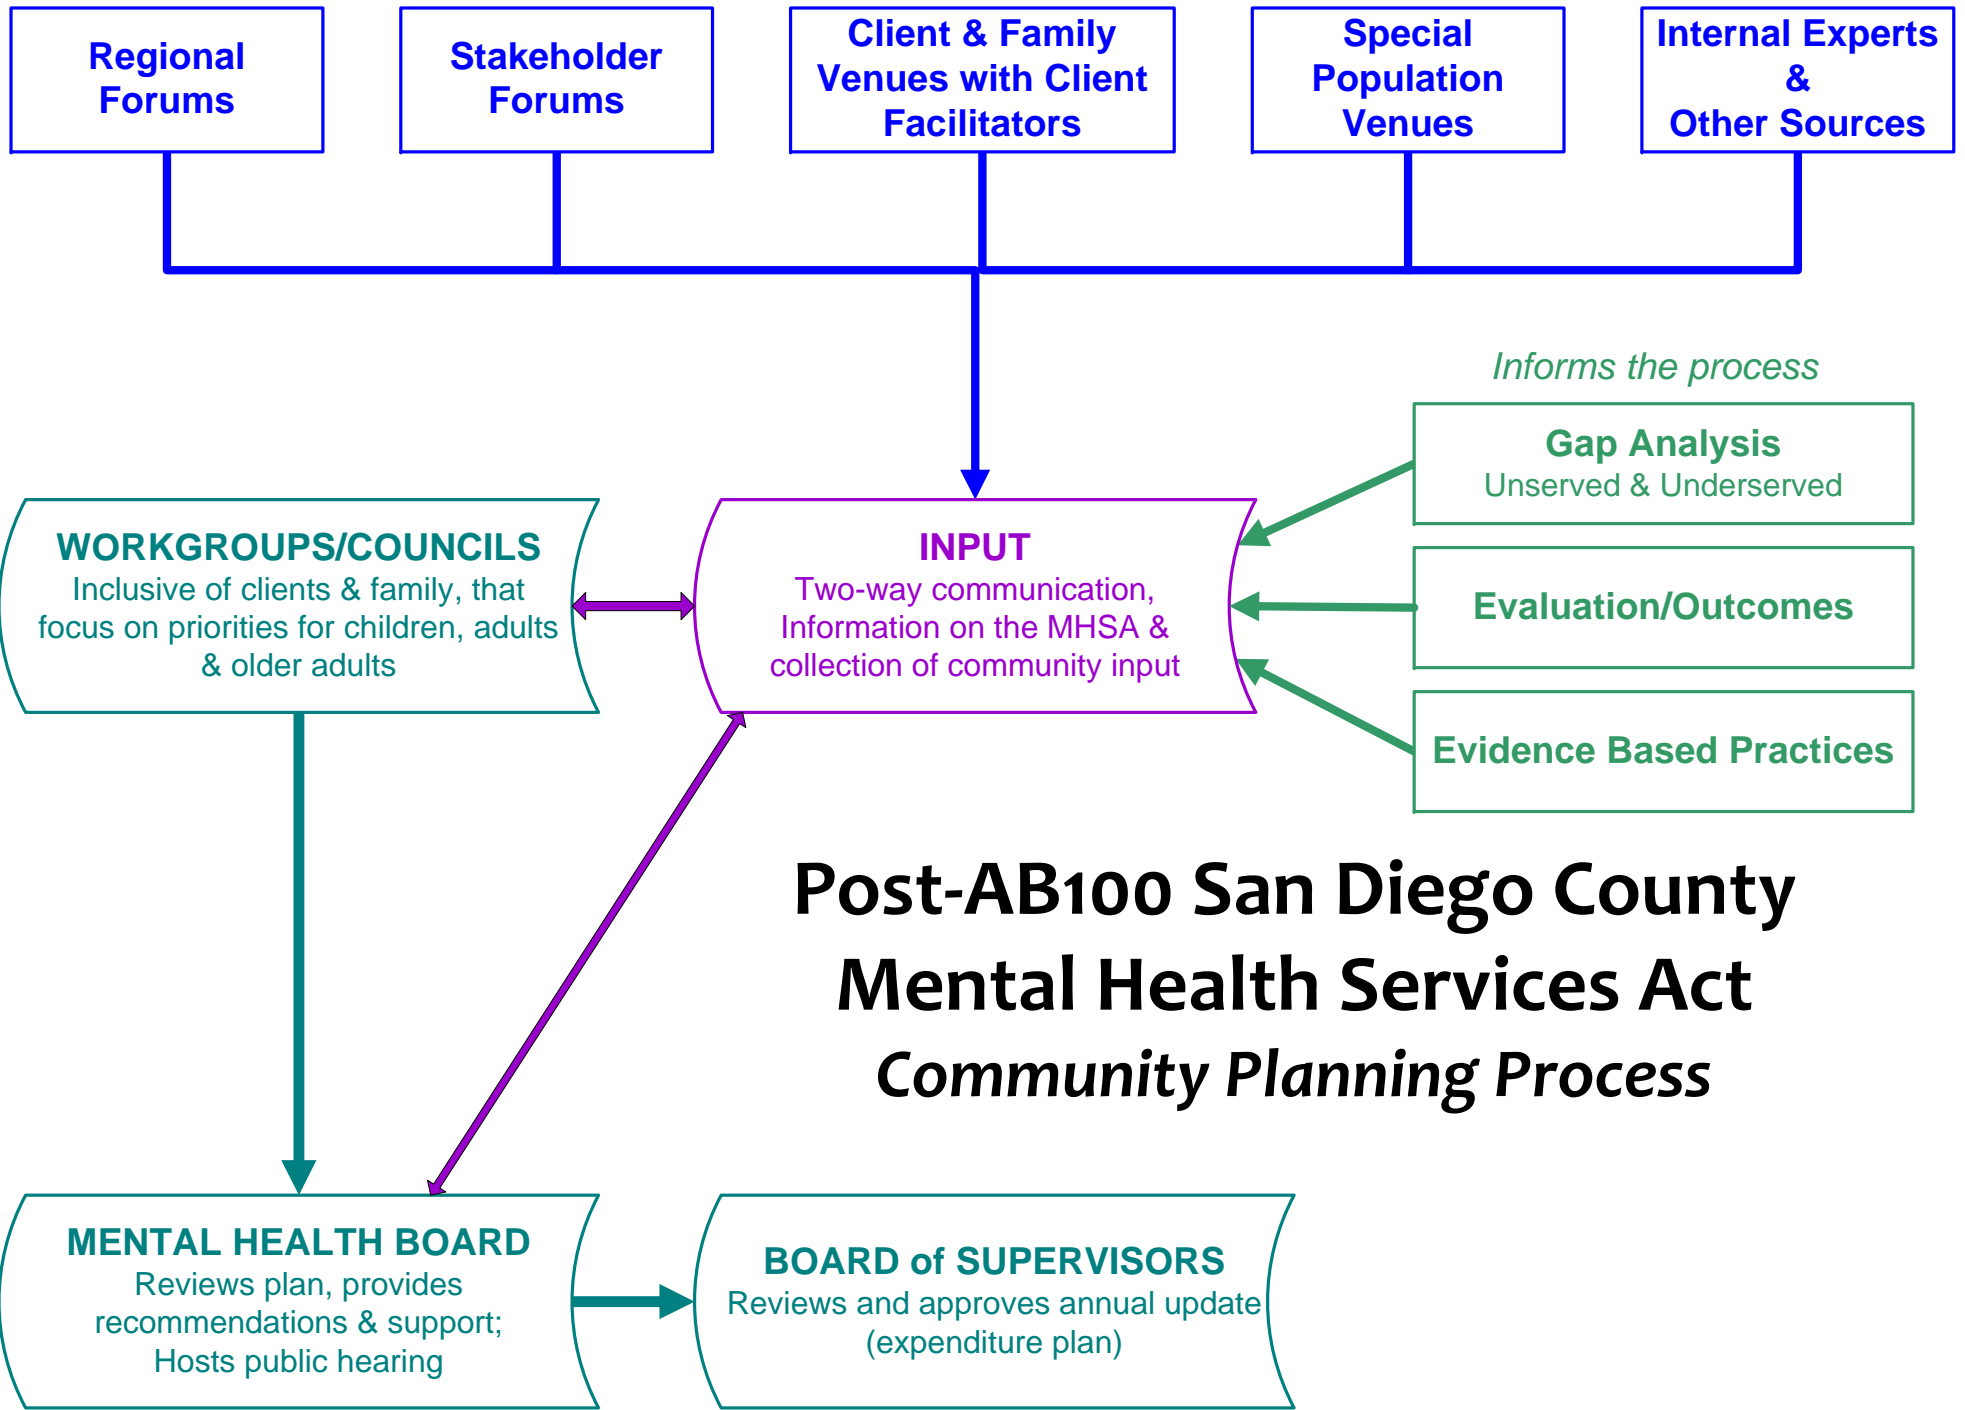 Regional
Forums
Stakeholder
Forums
Client & Family
Venues with Client
Facilitators
Special
Population
Venues
Internal Experts
&
Other Sources
Informs the process
Gap Analysis
Unserved & Underserved
Evaluation/Outcomes
Evidence Based Practices
WORKGROUPS/COUNCILS
Inclusive of clients & family, that
focus on priorities for children, adults
& older adults
INPUT
Two-way communication,
Information on the MHSA &
collection of community input
Post-AB100 San Diego County
Mental Health Services Act
Community Planning Process
MENTAL HEALTH BOARD
Reviews plan, provides
recommendations & support;
Hosts public hearing
BOARD of SUPERVISORS
Reviews and approves annual update
(expenditure plan)